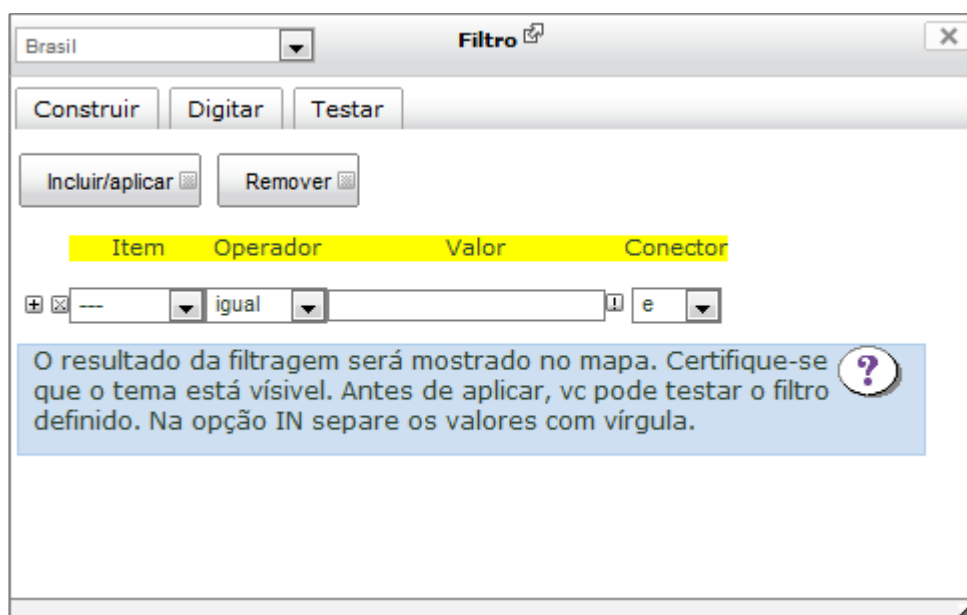 Brasil
Filtro
Construir Digitar Testar
Incluir/aplicar Remover
Item Operador Valor Conector
--- igual e
O resultado da filtragem será mostrado no mapa. Certifique-se
que o tema está vísivel. Antes de aplicar, vc pode testar o filtro
definido. Na opção IN separe os valores com vírgula.
?